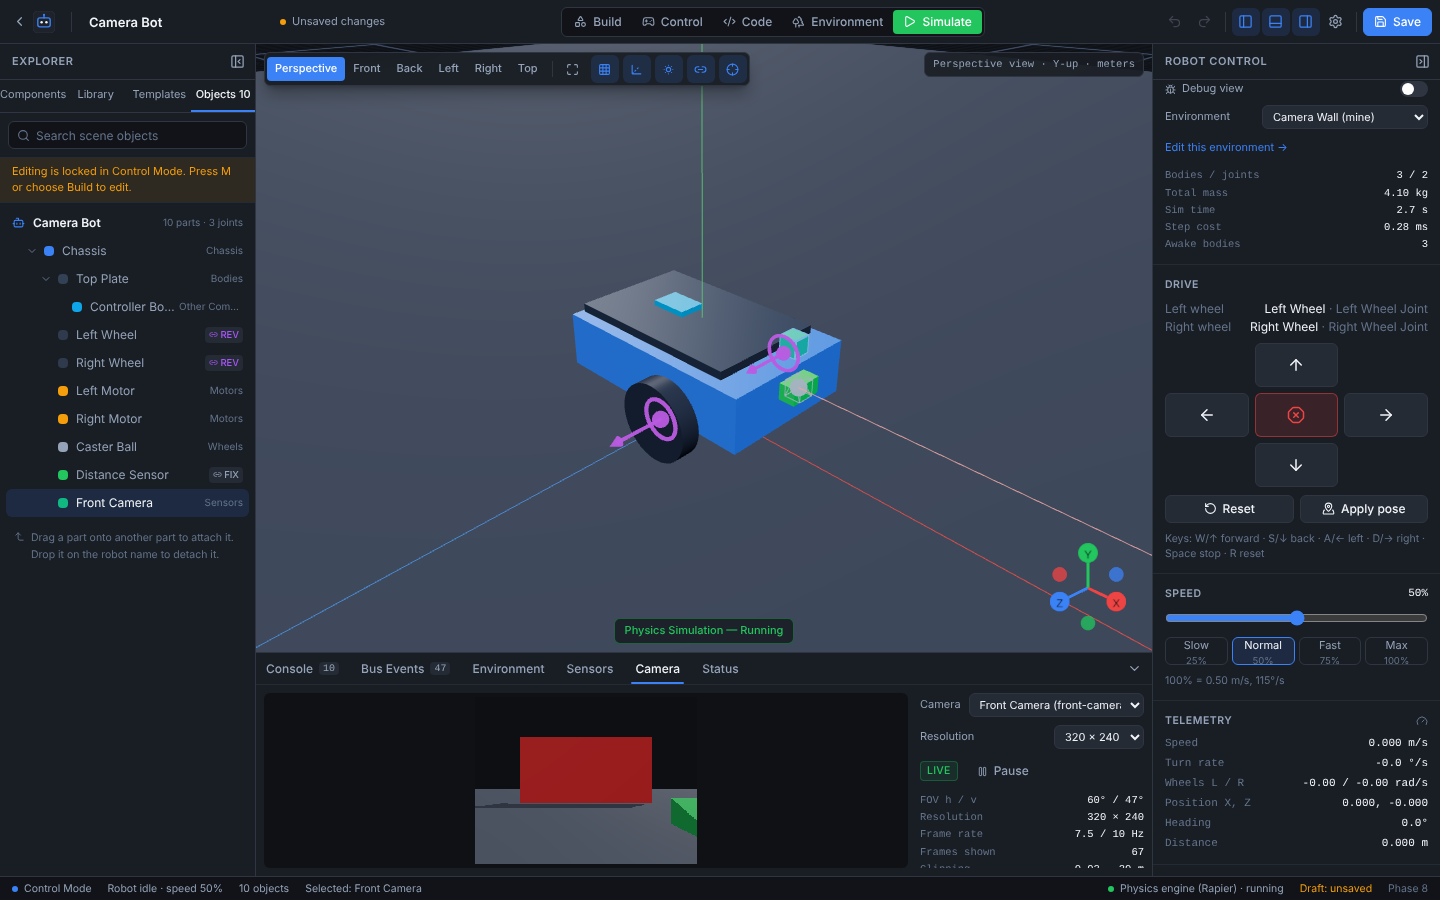 Camera Bot
Unsaved changes
Build
Control
Code
Environment
Simulate
Save
EXPLORER
Components
Library
Templates
Objects 10
Search scene objects
Editing is locked in Control Mode. Press M
or choose Build to edit.
Camera Bot
10 parts · 3 joints
Chassis
Chassis
Top Plate
Bodies
Controller Bo...
Other Com...
Left Wheel
REV
Right Wheel
REV
Left Motor
Motors
Right Motor
Motors
Caster Ball
Wheels
Distance Sensor
FIX
Front Camera
Sensors
Drag a part onto another part to attach it.
Drop it on the robot name to detach it.
Perspective
Front
Back
Left
Right
Top
Perspective view · Y-up · meters
Y
Z
X
Physics Simulation — Running
Console 10
Bus Events 47
Environment
Sensors
Camera
Status
Camera
Front Camera (front-camera
Resolution
320 × 240
LIVE
Pause
FOV h / v 60° / 47°
Resolution 320 × 240
Frame rate 7.5 / 10 Hz
Frames shown 67
Clipping 0.02 – 30 m
ROBOT CONTROL
Debug view
Environment
Camera Wall (mine)
Edit this environment →
Bodies / joints 3 / 2
Total mass 4.10 kg
Sim time 2.7 s
Step cost 0.28 ms
Awake bodies 3
DRIVE
Left wheel Left Wheel · Left Wheel Joint
Right wheel Right Wheel · Right Wheel Joint
Reset
Apply pose
Keys: W/↑ forward · S/↓ back · A/← left · D/→ right ·
Space stop · R reset
SPEED 50%
Slow
25%
Normal
50%
Fast
75%
Max
100%
100% = 0.50 m/s, 115°/s
TELEMETRY
Speed 0.000 m/s
Turn rate -0.0 °/s
Wheels L / R -0.00 / -0.00 rad/s
Position X, Z 0.000, -0.000
Heading 0.0°
Distance 0.000 m
Control Mode
Robot idle · speed 50%
10 objects
Selected: Front Camera
Physics engine (Rapier) · running
Draft: unsaved
Phase 8